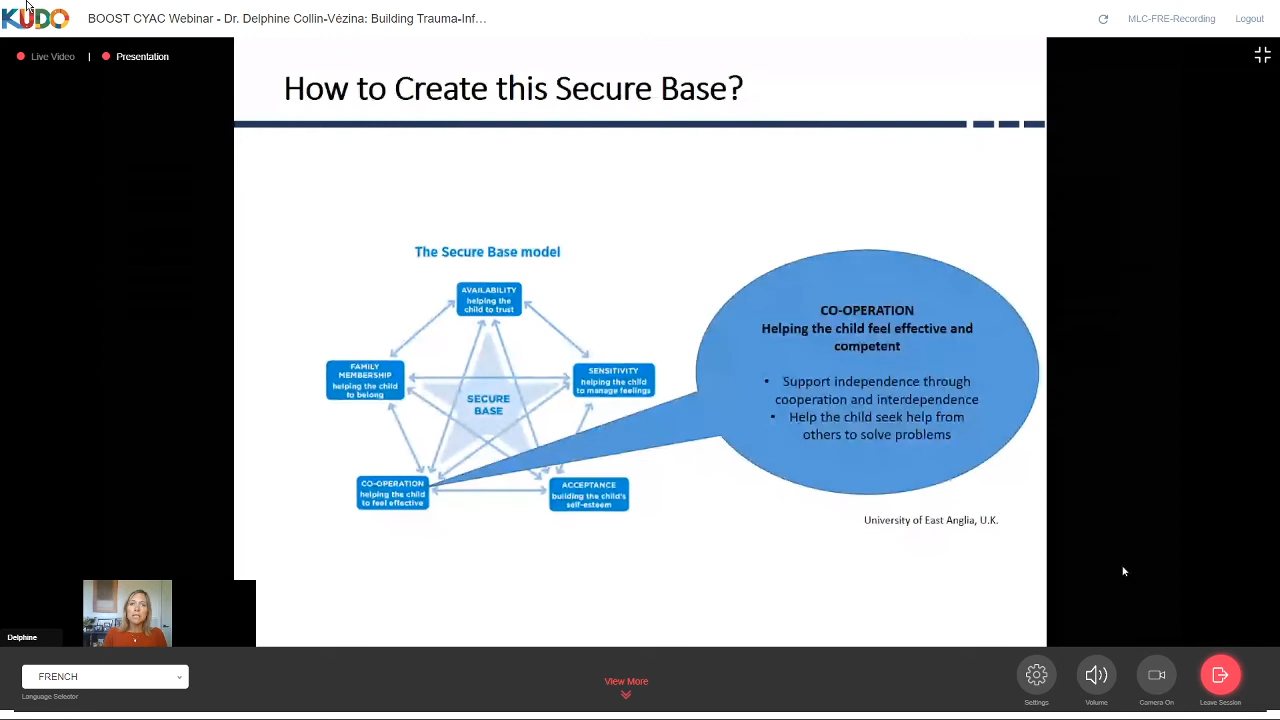 KUDO
BOOST CYAC Webinar - Dr. Delphine Collin-Vézina: Building Trauma-Inf...
MLC-FRE-Recording
Logout
Live Video
|
Presentation
How to Create this Secure Base?
The Secure Base model
AVAILABILITY
helping the
child to trust
FAMILY
MEMBERSHIP
helping the child
to belong
SENSITIVITY
helping the child
to manage feelings
SECURE
BASE
CO-OPERATION
helping the child
to feel effective
ACCEPTANCE
building the child's
self-esteem
CO-OPERATION
Helping the child feel effective and
competent
• Support independence through
cooperation and interdependence
• Help the child seek help from
others to solve problems
University of East Anglia, U.K.
Delphine
FRENCH
Language Selector
View More
Settings
Volume
Camera On
Leave Session